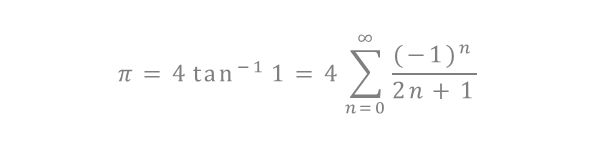 π = 4 tan⁻¹ 1 = 4 ∑_{n=0}^{∞} (−1)ⁿ / (2n + 1)